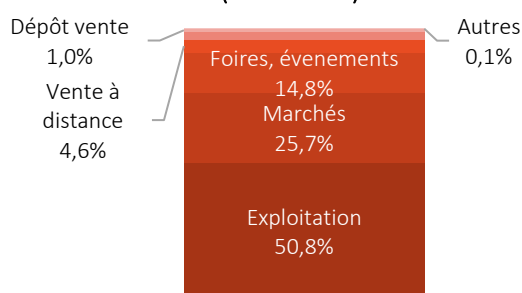 Dépôt vente
1,0%
Autres
0,1%
Vente à
distance
4,6%
Foires, évenements
14,8%
Marchés
25,7%
Exploitation
50,8%